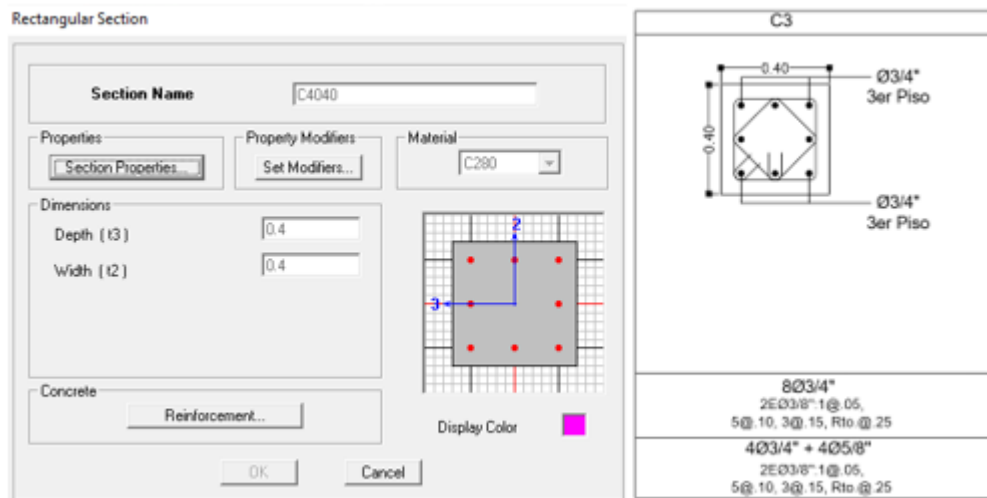 Rectangular Section
Section Name
C4040
Properties
Section Properties...
Property Modifiers
Set Modifiers...
Material
C280
Dimensions
Depth (t3)
0.4
Width (t2)
0.4
2
3
Concrete
Reinforcement...
Display Color
OK
Cancel
C3
0.40
Ø3/4"
3er Piso
0.40
Ø3/4"
3er Piso
8Ø3/4"
2EØ3/8":1@.05,
5@.10, 3@.15, Rto.@.25
4Ø3/4" + 4Ø5/8"
2EØ3/8":1@.05,
5@.10, 3@.15, Rto.@.25